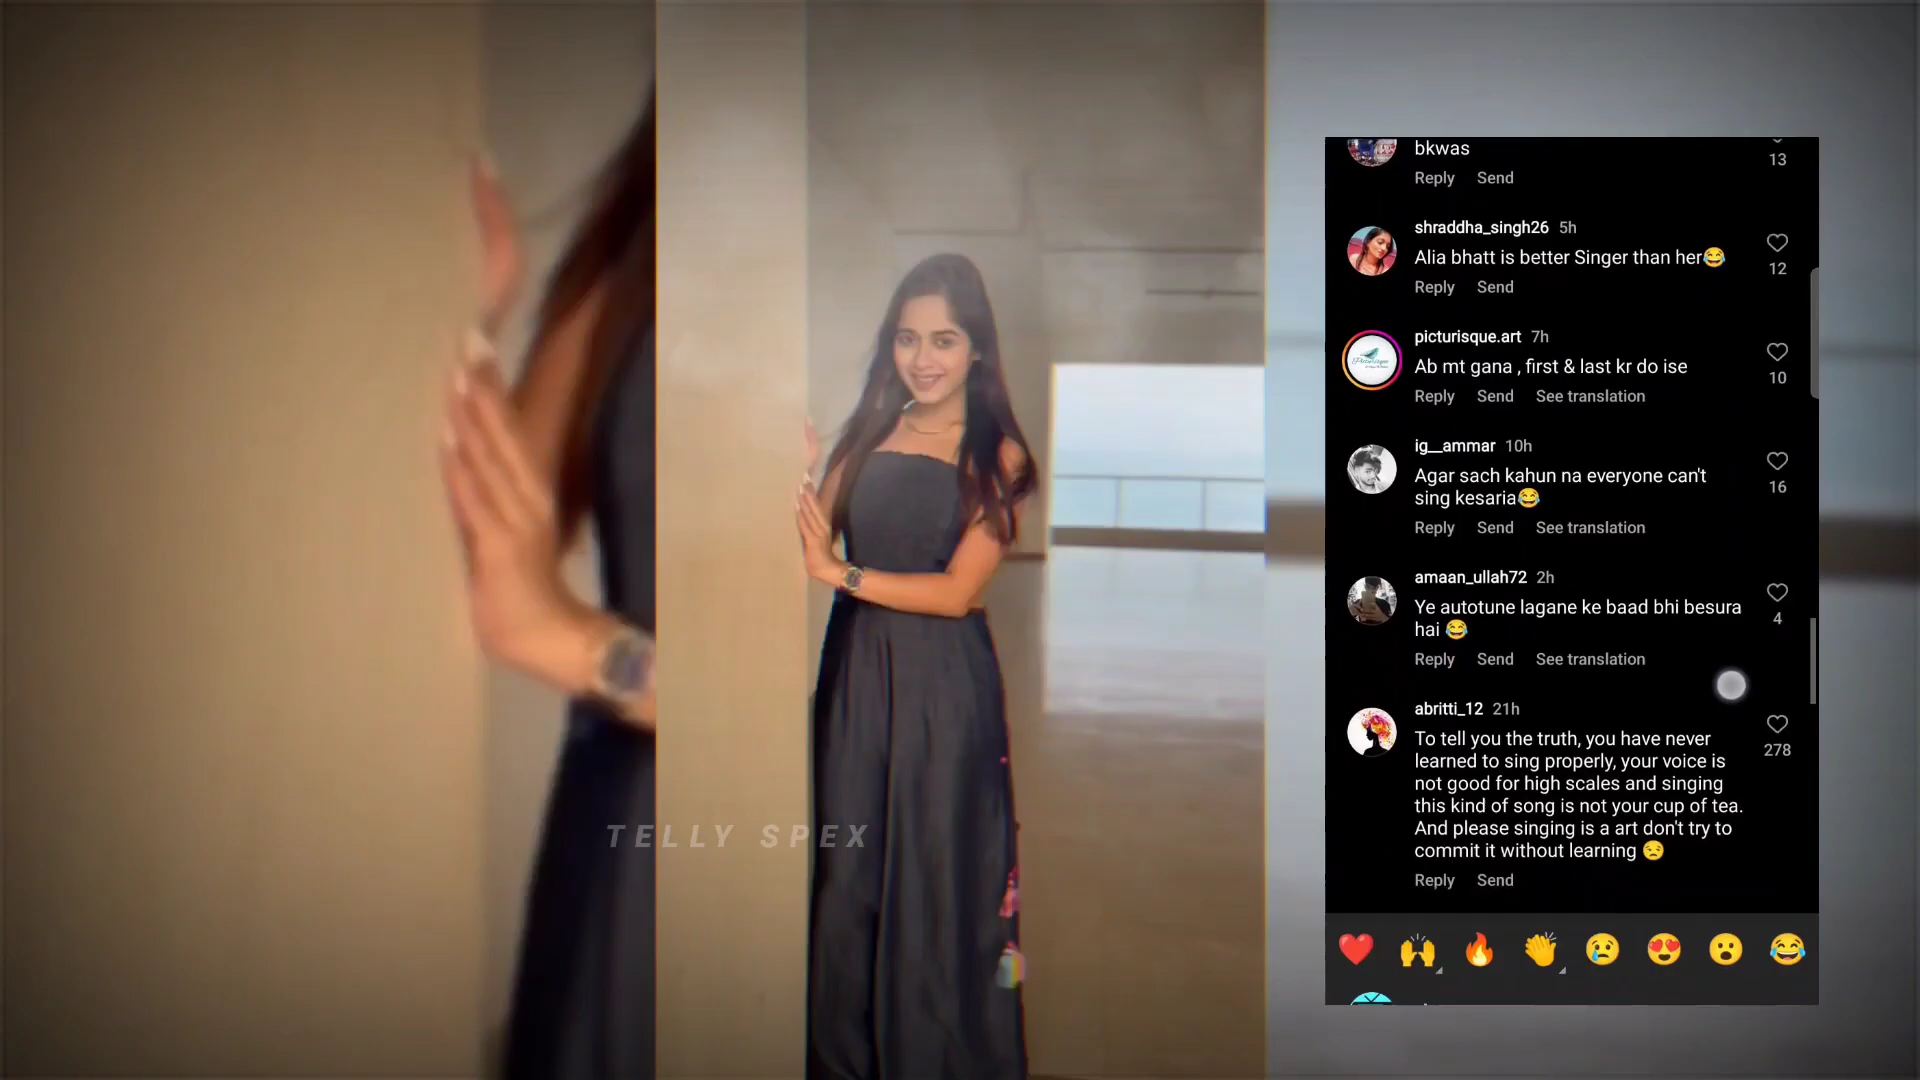 TELLY SPEX
bkwas
13
Reply Send
shraddha_singh26 5h
Alia bhatt is better Singer than her😂
12
Reply Send
picturisque.art 7h
Ab mt gana , first & last kr do ise
10
Reply Send See translation
ig__ammar 10h
Agar sach kahun na everyone can't
sing kesaria😂
16
Reply Send See translation
amaan_ullah72 2h
Ye autotune lagane ke baad bhi besura
hai 😂
4
Reply Send See translation
abritti_12 21h
To tell you the truth, you have never
learned to sing properly, your voice is
278
not good for high scales and singing
this kind of song is not your cup of tea.
And please singing is a art don't try to
commit it without learning 😒
Reply Send